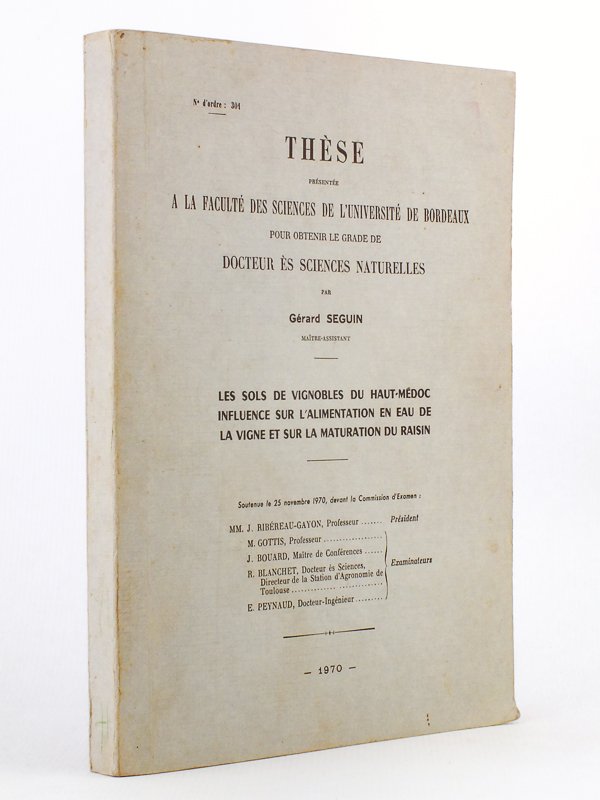 Nº d'ordre : 304
THÈSE
PRÉSENTÉE
A LA FACULTÉ DES SCIENCES DE L'UNIVERSITÉ DE BORDEAUX
POUR OBTENIR LE GRADE DE
DOCTEUR ÈS SCIENCES NATURELLES
PAR
Gérard SEGUIN
MAÎTRE-ASSISTANT
LES SOLS DE VIGNOBLES DU HAUT-MÉDOC
INFLUENCE SUR L'ALIMENTATION EN EAU DE
LA VIGNE ET SUR LA MATURATION DU RAISIN
Soutenue le 25 novembre 1970, devant la Commission d'Examen :
MM. J. RIBÉREAU-GAYON, Professeur ....... Président
M. GOTTIS, Professeur ..................
J. BOUARD, Maître de Conférences ......
R. BLANCHET, Docteur ès Sciences, Examinateurs
Directeur de la Station d'Agronomie de
Toulouse ............................
E. PEYNAUD, Docteur-Ingénieur .........
— 1970 —